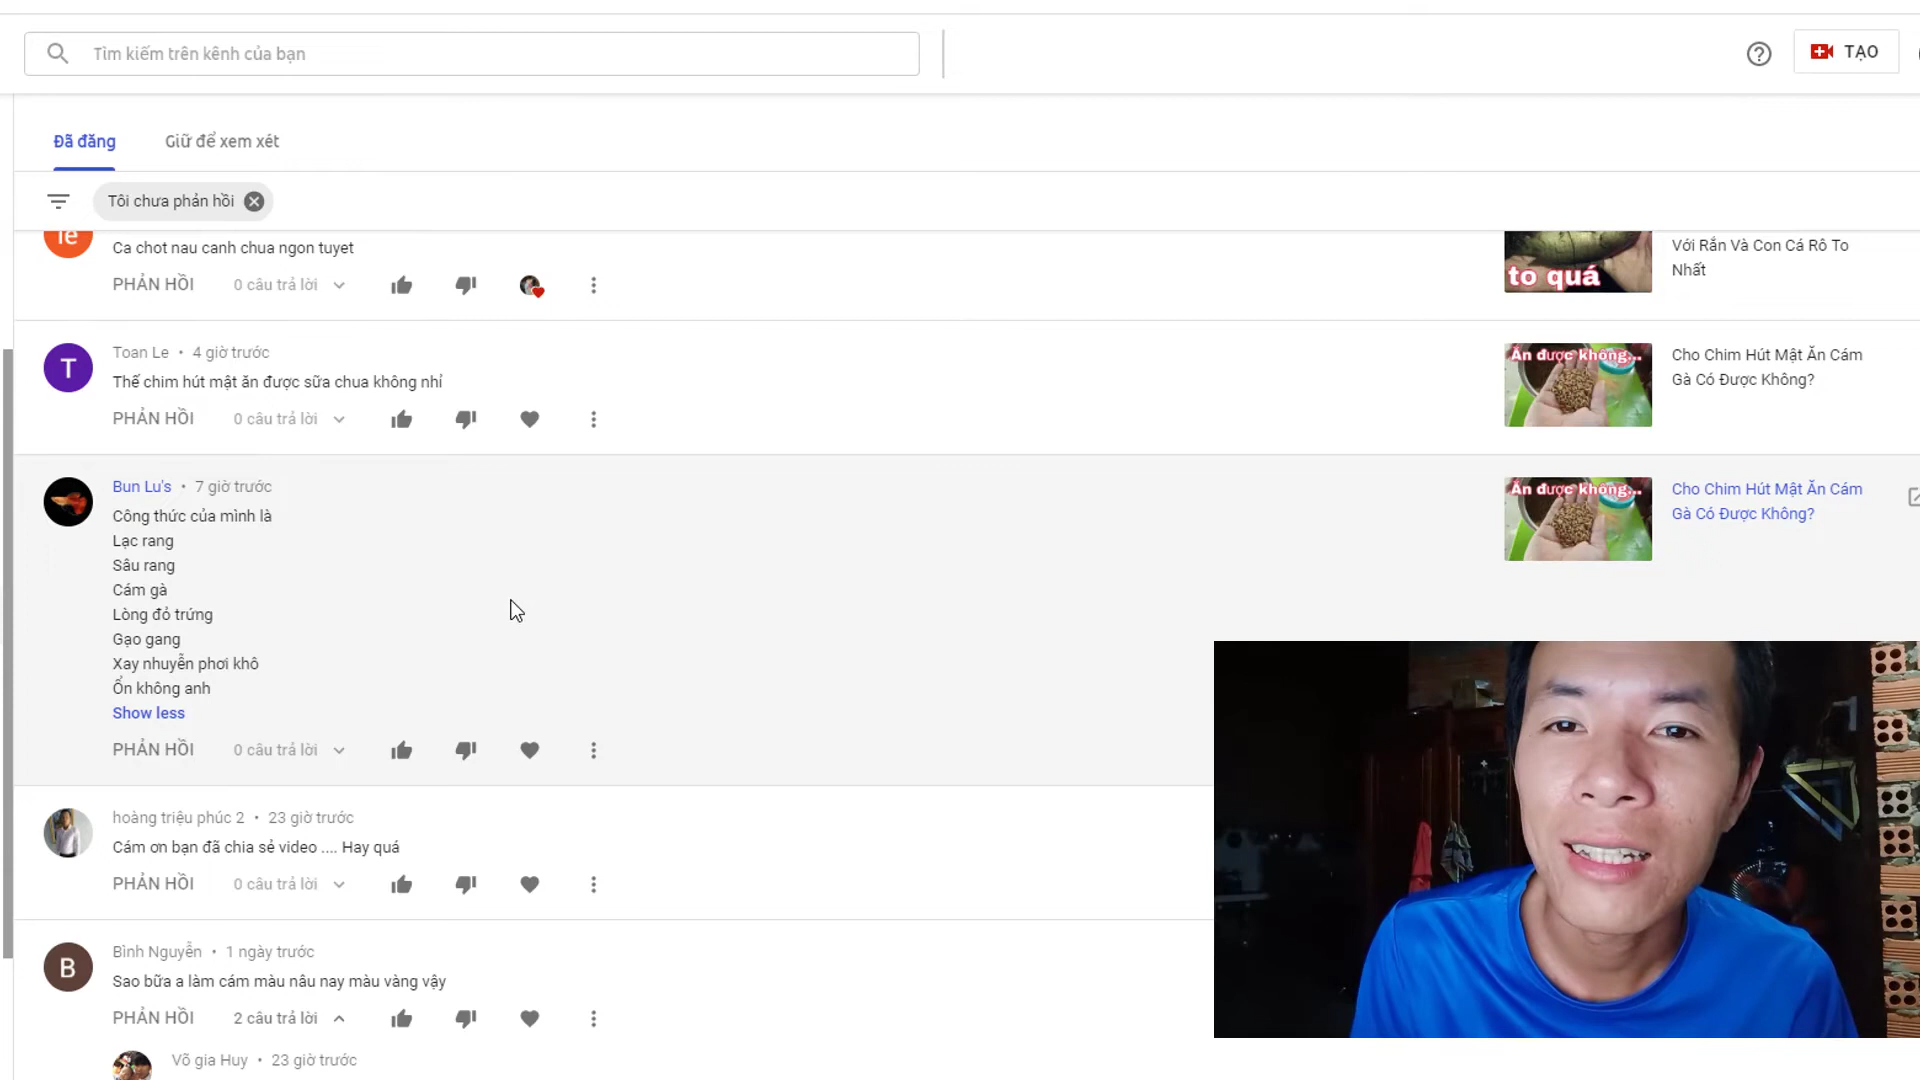 Tìm kiếm trên kênh của bạn
TẠO
Đã đăng
Giữ để xem xét
Tôi chưa phản hồi
le
Ca chot nau canh chua ngon tuyet
PHẢN HỒI
0 câu trả lời
to quá
Với Rắn Và Con Cá Rô To
Nhất
T
Toan Le • 4 giờ trước
Thế chim hút mật ăn được sữa chua không nhỉ
PHẢN HỒI
0 câu trả lời
Ăn được không...
Cho Chim Hút Mật Ăn Cám
Gà Có Được Không?
Bun Lu's • 7 giờ trước
Công thức của mình là
Lạc rang
Sâu rang
Cám gà
Lòng đỏ trứng
Gạo gang
Xay nhuyễn phơi khô
Ổn không anh
Show less
PHẢN HỒI
0 câu trả lời
Ăn được không...
Cho Chim Hút Mật Ăn Cám
Gà Có Được Không?
hoàng triệu phúc 2 • 23 giờ trước
Cám ơn bạn đã chia sẻ video .... Hay quá
PHẢN HỒI
0 câu trả lời
B
Bình Nguyễn • 1 ngày trước
Sao bữa a làm cám màu nâu nay màu vàng vậy
PHẢN HỒI
2 câu trả lời
Võ gia Huy • 23 giờ trước